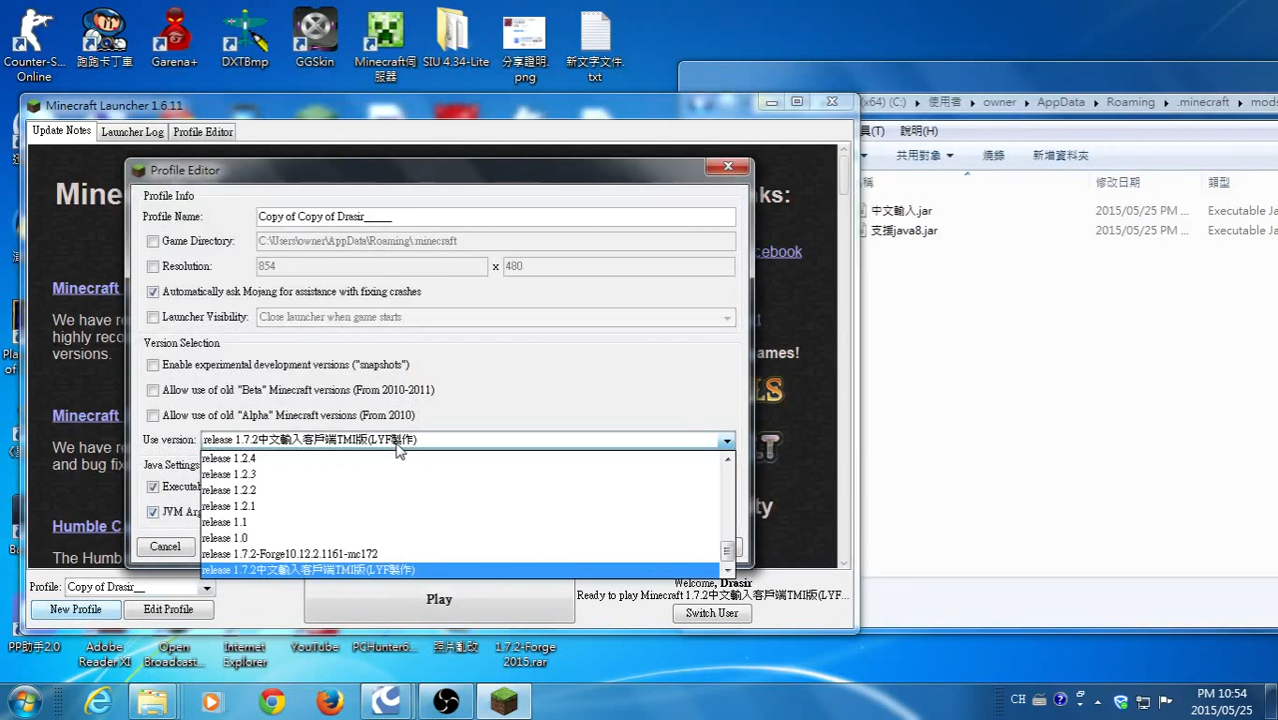 Counter-S...
Online
跑跑卡丁車
Garena+
DXTBmp
GGSkin
Minecraft伺
服器
SIU 4.34-Lite
分享證明.
png
新文字文件.
txt
Minecraft Launcher 1.6.11
Update Notes
Launcher Log
Profile Editor
(x64) (C:) ▸ 使用者 ▸ owner ▸ AppData ▸ Roaming ▸ .minecraft ▸ mods
(T) 說明(H)
共用對象 ▼
燒錄
新增資料夾
修改日期
類型
中文輸入.jar
2015/05/25 PM ...
Executable J
支援java8.jar
2015/05/25 PM ...
Executable J
Mine
ks:
cebook
Minecraft
We have re
highly reco
versions.
ames!
Minecraft
We have re
and bug fix
ty
Humble C
The Humb
Profile Editor
Profile Info
Profile Name:
Copy of Copy of Drasir_____
Game Directory:
C:\Users\owner\AppData\Roaming\.minecraft
Resolution:
854
x
480
Automatically ask Mojang for assistance with fixing crashes
Launcher Visibility:
Close launcher when game starts
Version Selection
Enable experimental development versions ("snapshots")
Allow use of old "Beta" Minecraft versions (From 2010-2011)
Allow use of old "Alpha" Minecraft versions (From 2010)
Use version:
release 1.7.2中文輸入客戶端TMI版(LYF製作)
release 1.2.4
release 1.2.3
release 1.2.2
release 1.2.1
release 1.1
release 1.0
release 1.7.2-Forge10.12.2.1161-mc172
release 1.7.2中文輸入客戶端TMI版(LYF製作)
Java Settings
Executa
JVM Arg
Cancel
Profile:
Copy of Drasir__
New Profile
Edit Profile
Play
Welcome, Drasir
Ready to play Minecraft 1.7.2中文輸入客戶端TMI版(LYF...
Switch User
PP助手2.0
Adobe
Reader XI
Open
Broadcast...
Internet
Explorer
YouTube
PCHunter6...
照片亂改
1.7.2-Forge
2015.rar
CH
PM 10:54
2015/05/25